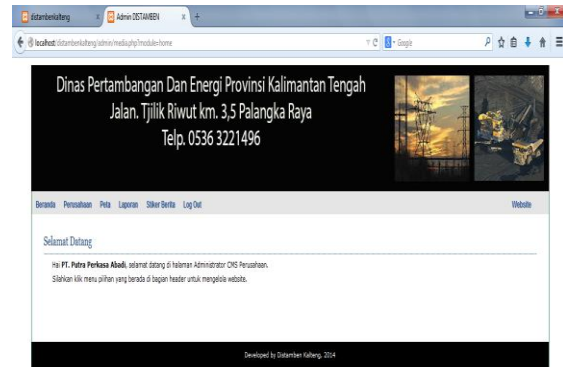 distambenkalteng
Admin DISTAMBEN
localhost/distambenkalteng/admin/media.php?module=home
Google
Dinas Pertambangan Dan Energi Provinsi Kalimantan Tengah
Jalan. Tjilik Riwut km. 3,5 Palangka Raya
Telp. 0536 3221496
Beranda Perusahaan Peta Laporan Stiker Berita Log Out Website
Selamat Datang
Hai PT. Putra Perkasa Abadi, selamat datang di halaman Administrator CMS Perusahaan.
Silahkan klik menu pilihan yang berada di bagian header untuk mengelola website.
Developed by Distamben Kalteng, 2014